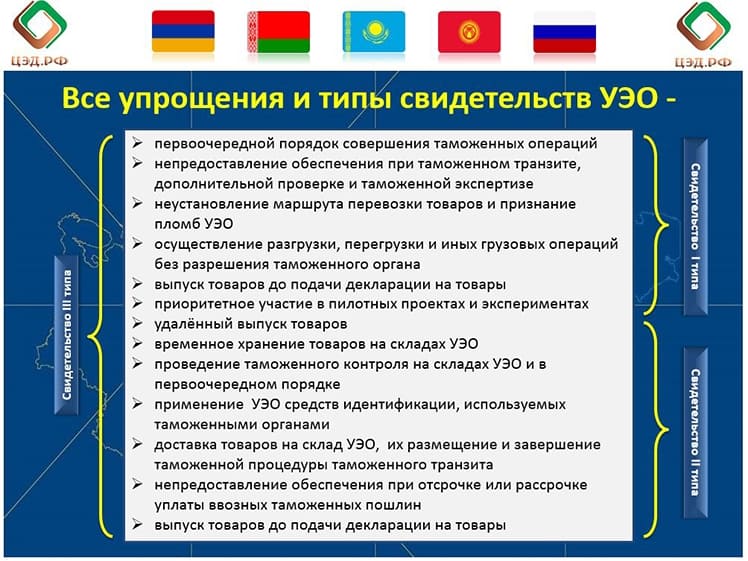 ЦЭД.РФ
ЦЭД.РФ
Все упрощения и типы свидетельств УЭО -
Свидетельство III типа
➢ первоочередной порядок совершения таможенных операций
➢ непредоставление обеспечения при таможенном транзите,
дополнительной проверке и таможенной экспертизе
➢ неустановление маршрута перевозки товаров и признание
пломб УЭО
➢ осуществление разгрузки, перегрузки и иных грузовых операций
без разрешения таможенного органа
➢ выпуск товаров до подачи декларации на товары
➢ приоритетное участие в пилотных проектах и экспериментах
➢ удалённый выпуск товаров
➢ временное хранение товаров на складах УЭО
➢ проведение таможенного контроля на складах УЭО и в
первоочередном порядке
➢ применение УЭО средств идентификации, используемых
таможенными органами
➢ доставка товаров на склад УЭО, их размещение и завершение
таможенной процедуры таможенного транзита
➢ непредоставление обеспечения при отсрочке или рассрочке
уплаты ввозных таможенных пошлин
➢ выпуск товаров до подачи декларации на товары
Свидетельство I типа
Свидетельство II типа